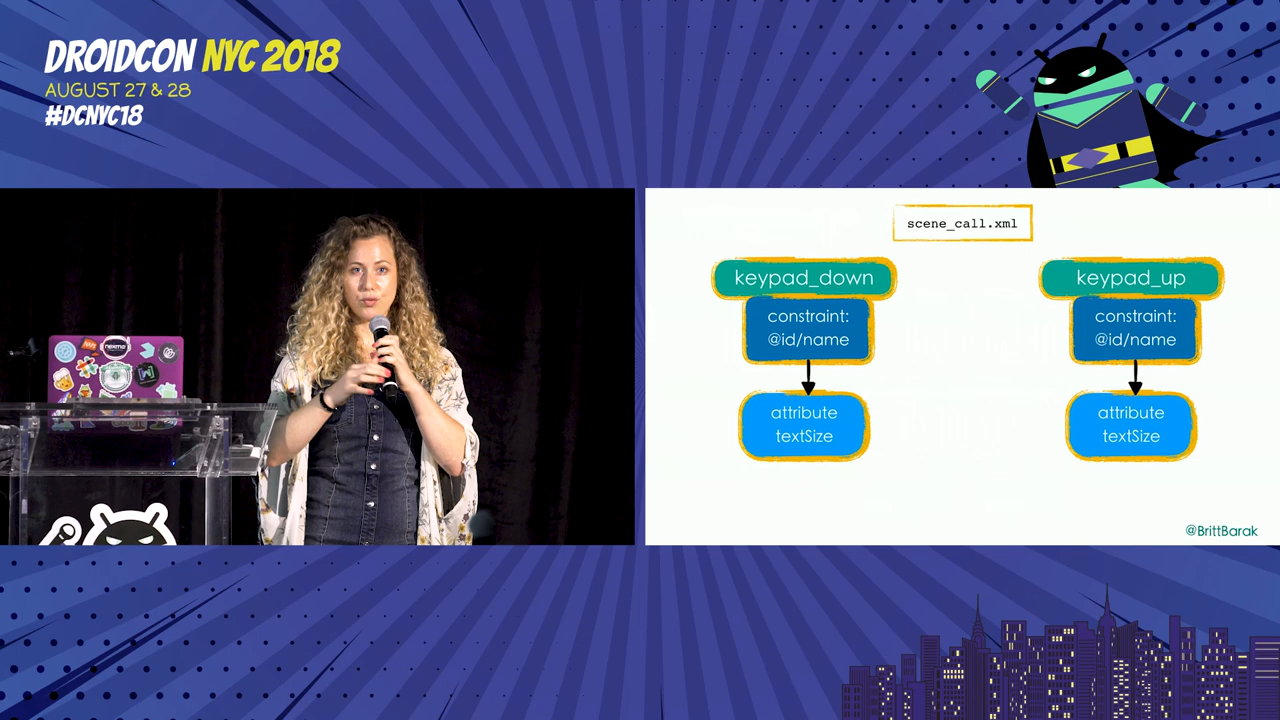 DROIDCON NYC 2018
AUGUST 27 & 28
#DCNYC18
nexmo
scene_call.xml
keypad_down
constraint:
@id/name
attribute
textSize
keypad_up
constraint:
@id/name
attribute
textSize
@BrittBarak